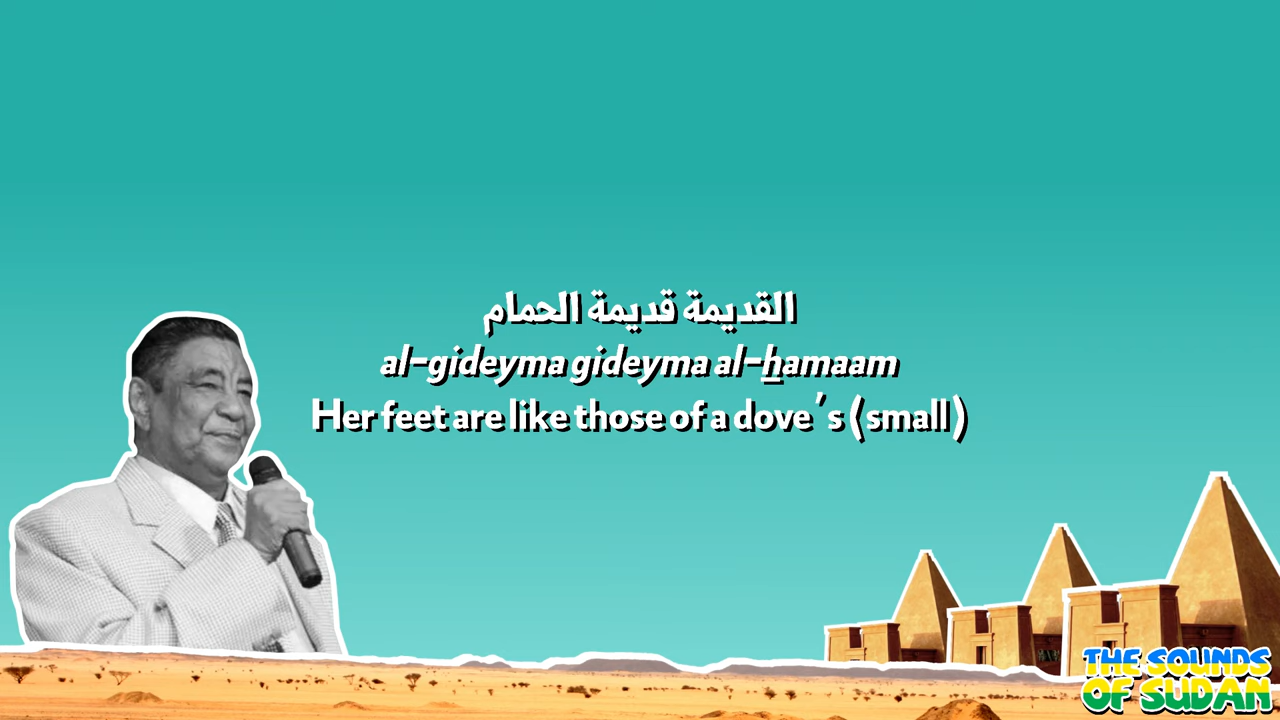 القديمة قديمة الحمام
al-gideyma gideyma al-ẖamaam
Her feet are like those of a dove's (small)
THE SOUNDS
OF SUDAN